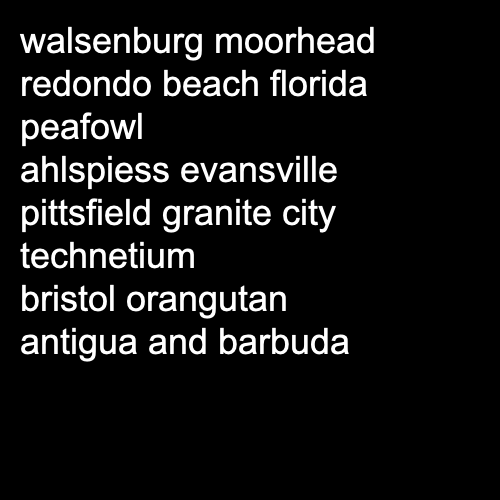 walsenburg moorhead
redondo beach florida
peafowl
ahlspiess evansville
pittsfield granite city
technetium
bristol orangutan
antigua and barbuda